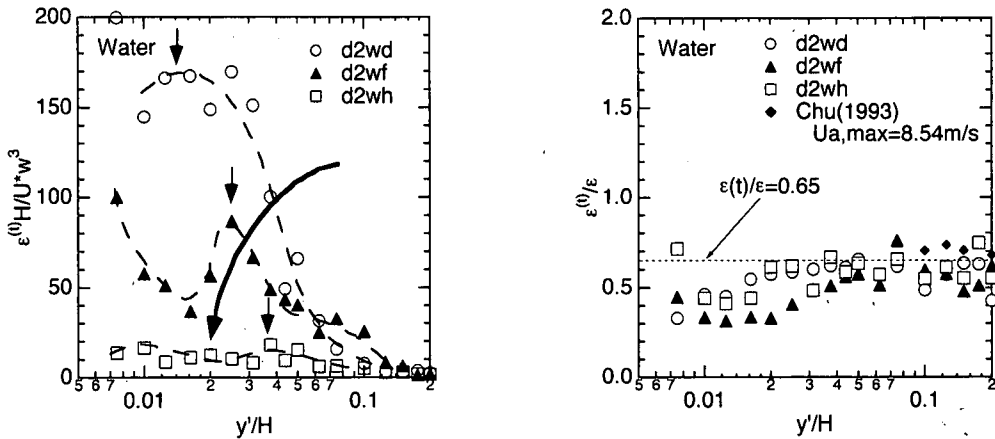 200
150
100
50
0
ε(t)H/U*w3
Water
d2wd
d2wf
d2wh
5 6 7 2 3 4 5 6 7 2
0.01 0.1
y'/H
2.0
1.5
1.0
0.5
0.0
ε(t)/ε
Water
d2wd
d2wf
d2wh
Chu(1993)
Ua,max=8.54m/s
ε(t)/ε=0.65
5 6 7 2 3 4 5 6 7 2
0.01 0.1
y'/H